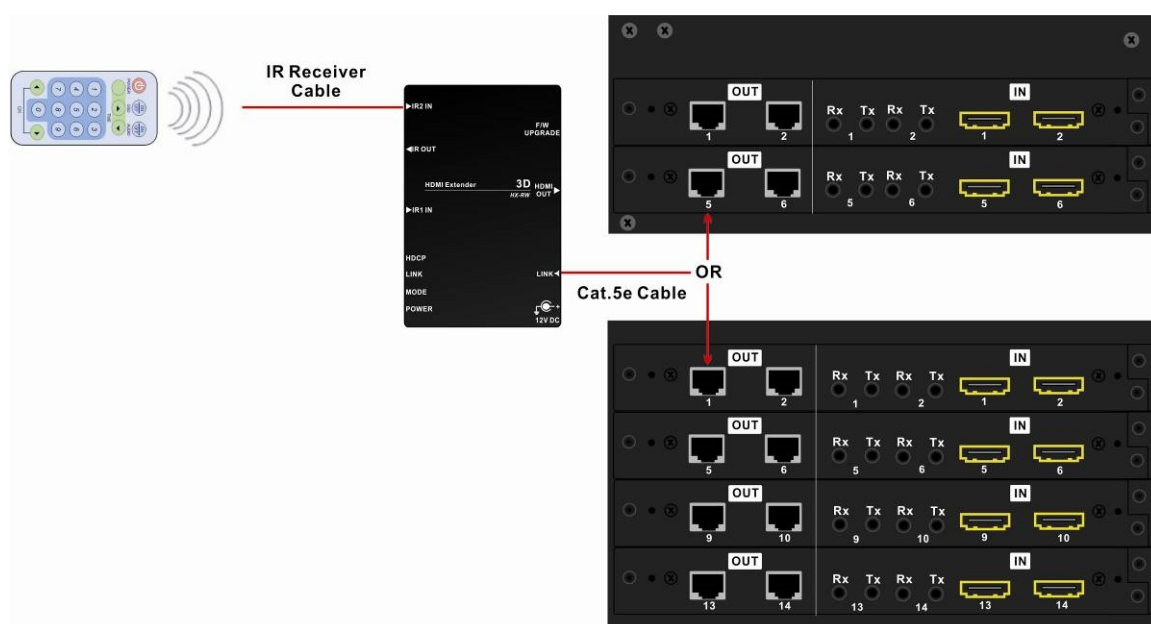 IR Receiver
Cable
IR2 IN
F/W
UPGRADE
IR OUT
HDMI Extender 3D HDMI
HX-RW OUT
IR1 IN
HDCP
LINK LINK
MODE
POWER
12V DC
OR
Cat.5e Cable
OUT IN
Rx Tx Rx Tx
1 2 1 2 1 2
OUT IN
Rx Tx Rx Tx
5 6 5 6 5 6
OUT IN
Rx Tx Rx Tx
1 2 1 2 1 2
OUT IN
Rx Tx Rx Tx
5 6 5 6 5 6
OUT IN
Rx Tx Rx Tx
9 10 9 10 9 10
OUT IN
Rx Tx Rx Tx
13 14 13 14 13 14